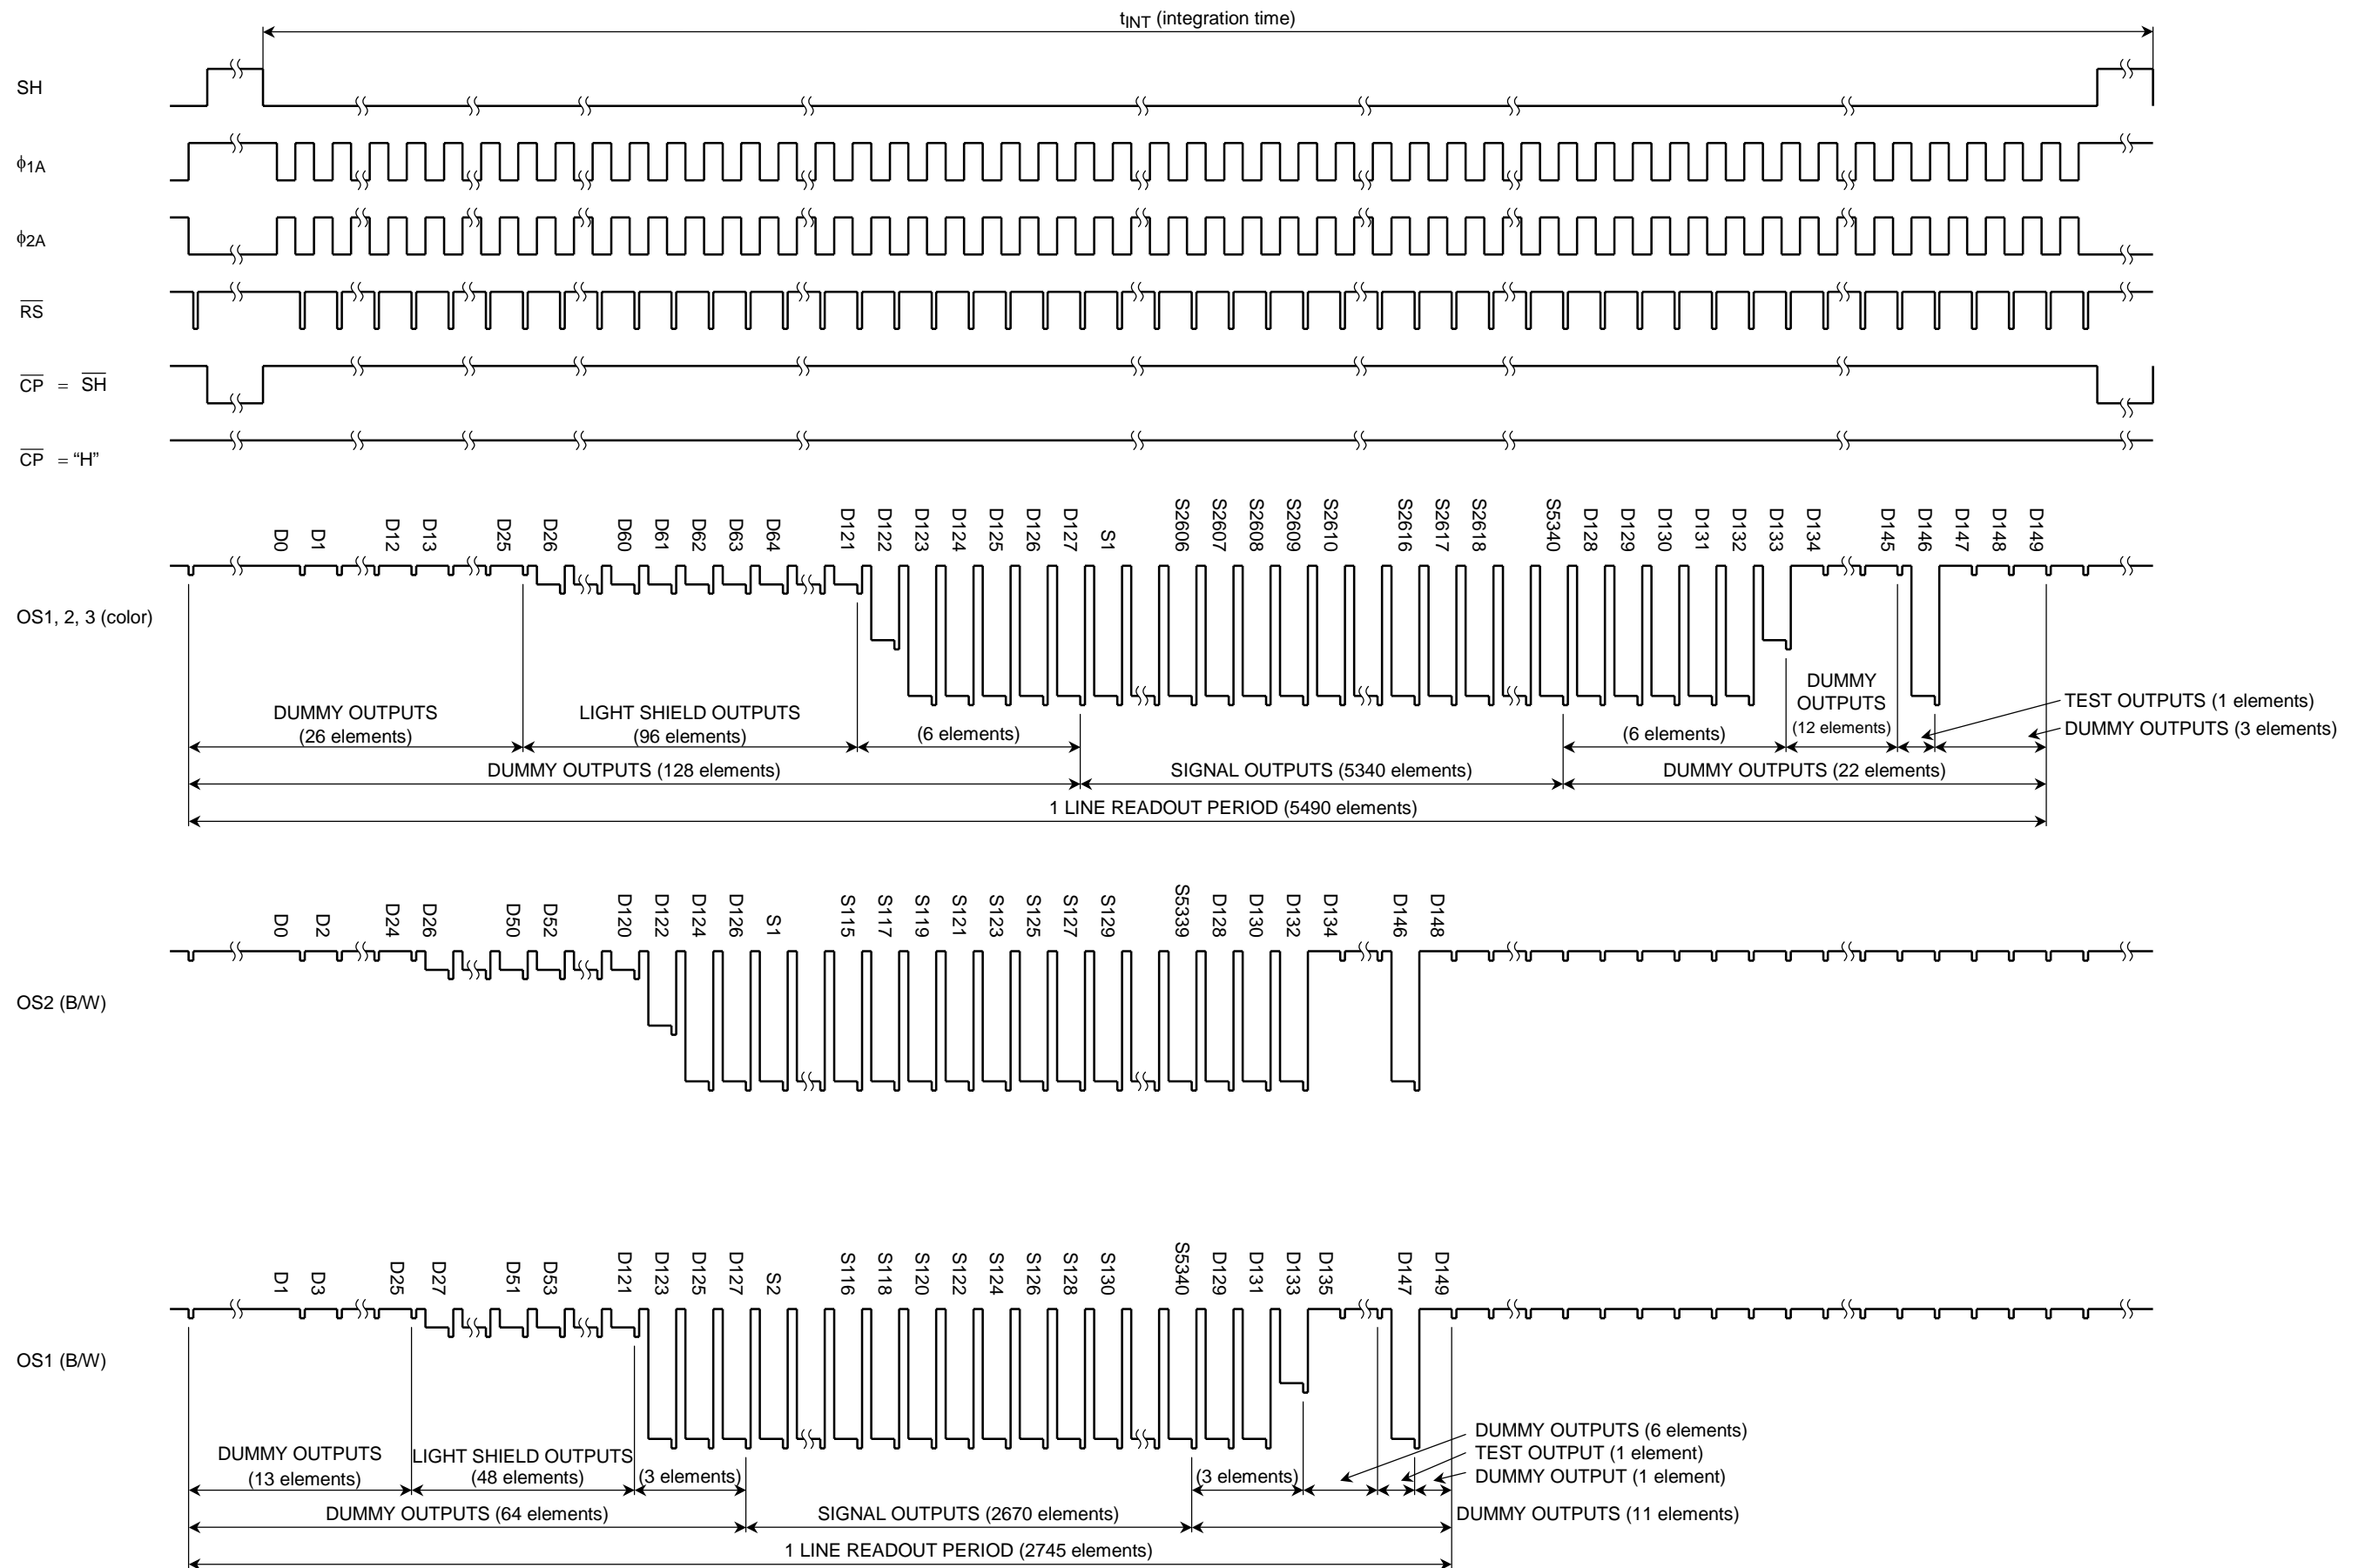 tINT (integration time)
SH
ϕ1A
ϕ2A
RS
CP = SH
CP = “H”
D0 D1 D12 D13 D25 D26 D60 D61 D62 D63 D64 D121 D122 D123 D124 D125 D126 D127 S1 S2606 S2607 S2608 S2609 S2610 S2616 S2617 S2618 S5340 D128 D129 D130 D131 D132 D133 D134 D145 D146 D147 D148 D149
OS1, 2, 3 (color)
DUMMY
OUTPUTS
(12 elements)
TEST OUTPUTS (1 elements)
DUMMY OUTPUTS (3 elements)
DUMMY OUTPUTS
(26 elements)
LIGHT SHIELD OUTPUTS
(96 elements)
(6 elements)
(6 elements)
DUMMY OUTPUTS (128 elements)
SIGNAL OUTPUTS (5340 elements)
DUMMY OUTPUTS (22 elements)
1 LINE READOUT PERIOD (5490 elements)
D0 D2 D24 D26 D50 D52 D120 D122 D124 D126 S1 S115 S117 S119 S121 S123 S125 S127 S129 S5339 D128 D130 D132 D134 D146 D148
OS2 (B/W)
D1 D3 D25 D27 D51 D53 D121 D123 D125 D127 S2 S116 S118 S120 S122 S124 S126 S128 S130 S5340 D129 D131 D133 D135 D147 D149
OS1 (B/W)
DUMMY OUTPUTS
(13 elements)
LIGHT SHIELD OUTPUTS
(48 elements)
(3 elements)
(3 elements)
DUMMY OUTPUTS (6 elements)
TEST OUTPUT (1 element)
DUMMY OUTPUT (1 element)
DUMMY OUTPUTS (64 elements)
SIGNAL OUTPUTS (2670 elements)
DUMMY OUTPUTS (11 elements)
1 LINE READOUT PERIOD (2745 elements)